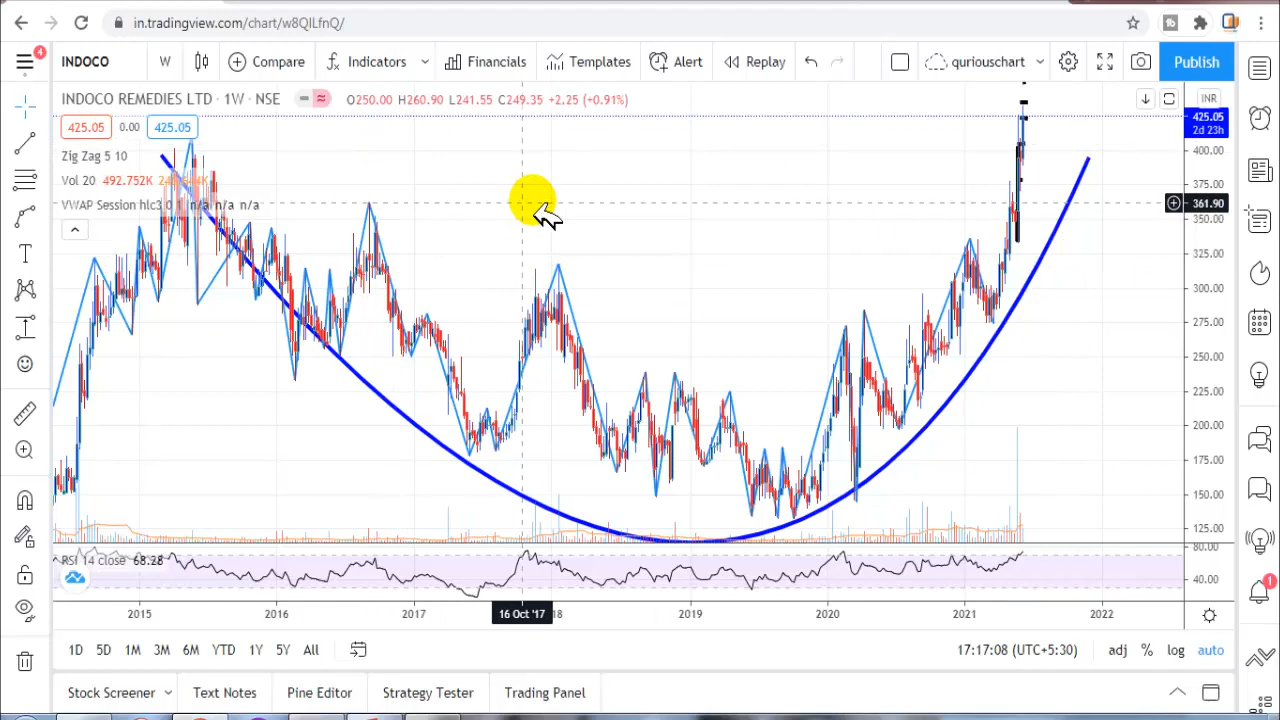 in.tradingview.com/chart/w8QILfnQ/
4
INDOCO W Compare Indicators Financials Templates Alert Replay quriouschart Publish
INDOCO REMEDIES LTD · 1W · NSE O250.00 H260.90 L241.55 C249.35 +2.25 (+0.91%) INR
425.05 0.00 425.05
425.05
2d 23h
Zig Zag 5 10
Vol 20 492.752K
VWAP Session hlc3 0 1 n/a n/a n/a
400.00
375.00
361.90
350.00
325.00
300.00
275.00
250.00
225.00
200.00
175.00
150.00
125.00
80.00
RSI 14 close 68.28
40.00
2015 2016 2017 16 Oct '17 18 2019 2020 2021 2022
1D 5D 1M 3M 6M YTD 1Y 5Y All 17:17:08 (UTC+5:30) adj % log auto
1
Stock Screener Text Notes Pine Editor Strategy Tester Trading Panel